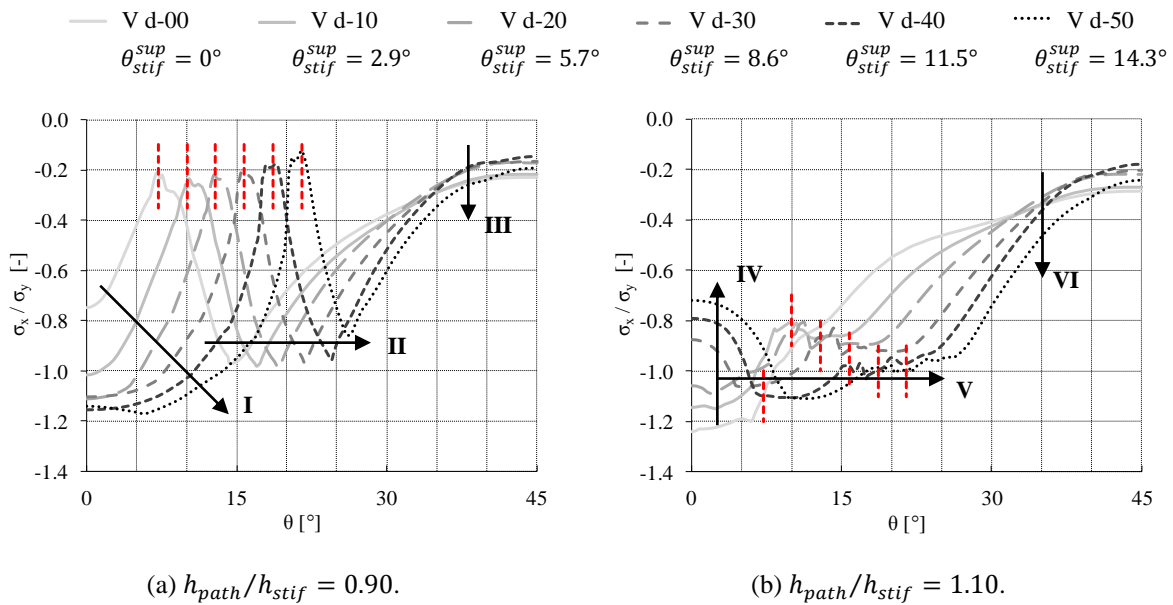 V d-00 V d-10 V d-20 V d-30 V d-40 V d-50
θ_stif^sup = 0° θ_stif^sup = 2.9° θ_stif^sup = 5.7° θ_stif^sup = 8.6° θ_stif^sup = 11.5° θ_stif^sup = 14.3°
0.0
-0.2
-0.4
-0.6
-0.8
-1.0
-1.2
-1.4
σx / σy [-]
0 15 30 45
θ [°]
I
II
III
(a) h_path/h_stif = 0.90.
0.0
-0.2
-0.4
-0.6
-0.8
-1.0
-1.2
-1.4
σx / σy [-]
0 15 30 45
θ [°]
IV
V
VI
(b) h_path/h_stif = 1.10.